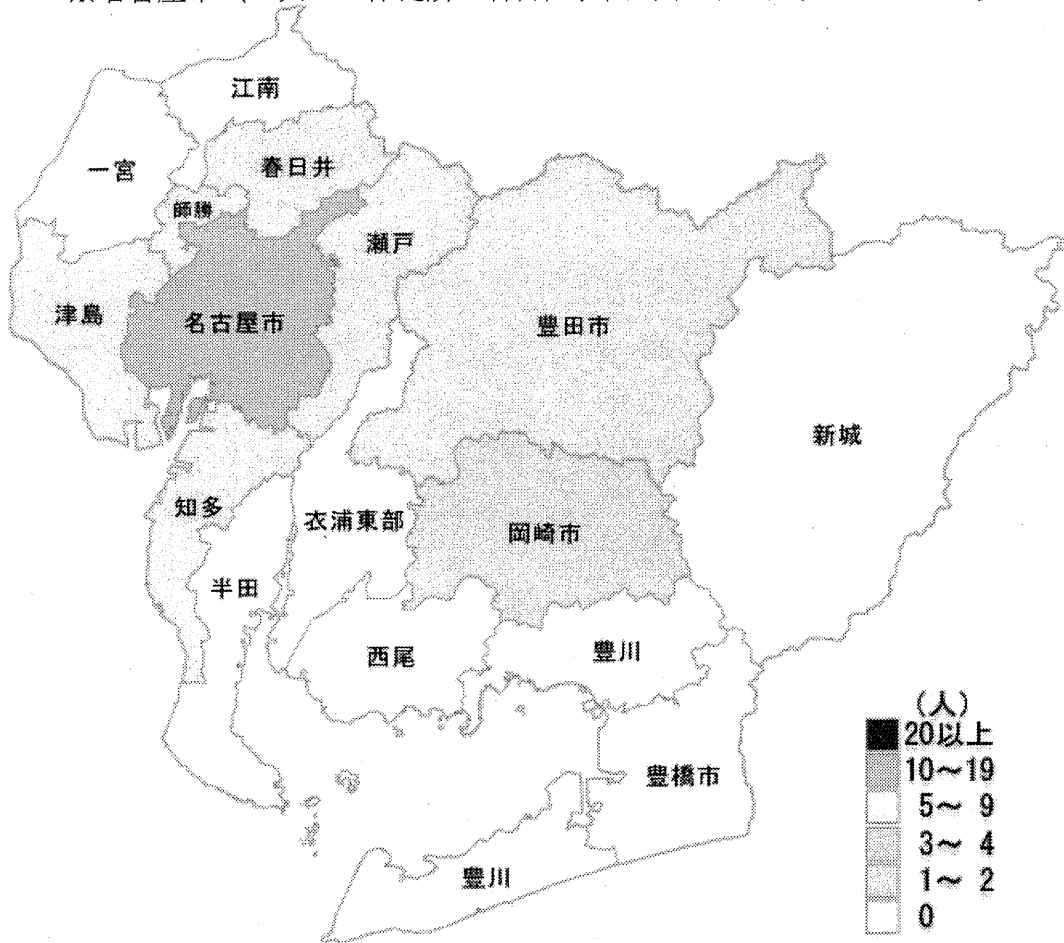 江南
一宮
春日井
師勝
瀬戸
津島
名古屋市
豊田市
新城
知多
衣浦東部
岡崎市
半田
西尾
豊川
豊橋市
豊川
(人)
20以上
10〜19
5〜 9
3〜 4
1〜 2
0